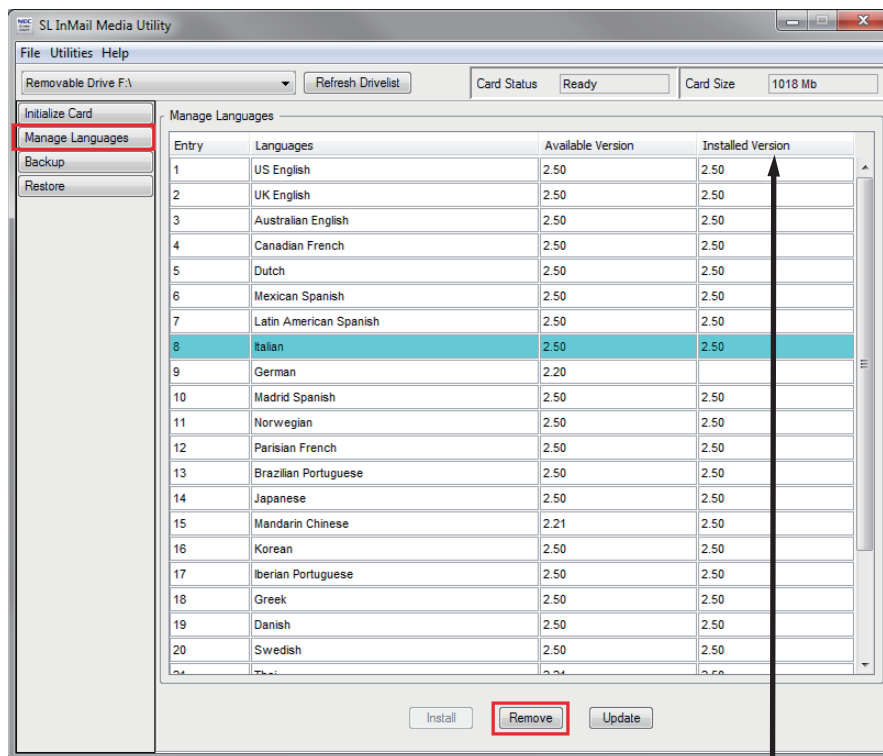 NEC SL InMail Media Utility
File Utilities Help
Removable Drive F:\ Refresh Drivelist Card Status Ready Card Size 1018 Mb
Initialize Card
Manage Languages
Backup
Restore
Manage Languages
Entry Languages Available Version Installed Version
1 US English 2.50 2.50
2 UK English 2.50 2.50
3 Australian English 2.50 2.50
4 Canadian French 2.50 2.50
5 Dutch 2.50 2.50
6 Mexican Spanish 2.50 2.50
7 Latin American Spanish 2.50 2.50
8 Italian 2.50 2.50
9 German 2.20
10 Madrid Spanish 2.50 2.50
11 Norwegian 2.50 2.50
12 Parisian French 2.50 2.50
13 Brazilian Portuguese 2.50 2.50
14 Japanese 2.50 2.50
15 Mandarin Chinese 2.21 2.50
16 Korean 2.50 2.50
17 Iberian Portuguese 2.50 2.50
18 Greek 2.50 2.50
19 Danish 2.50 2.50
20 Swedish 2.50 2.50
Install Remove Update